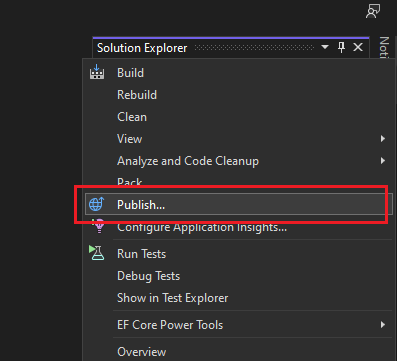 Solution Explorer
Noti
Build
Rebuild
Clean
View
Analyze and Code Cleanup
Pack
Publish...
Configure Application Insights...
Run Tests
Debug Tests
Show in Test Explorer
EF Core Power Tools
Overview